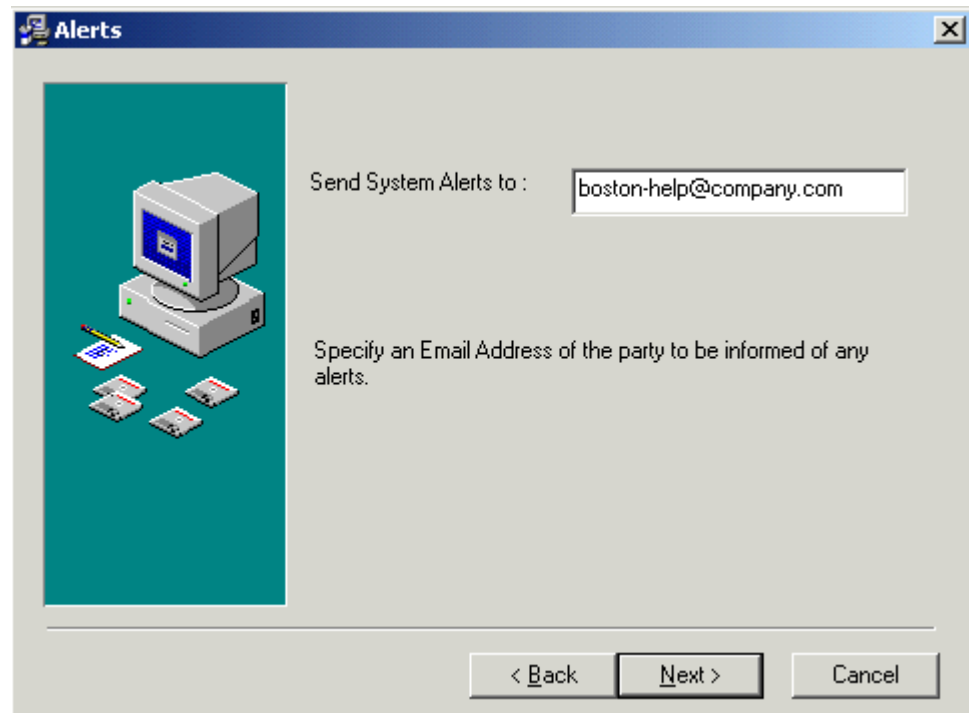 Alerts
Send System Alerts to :
boston-help@company.com
Specify an Email Address of the party to be informed of any
alerts.
< Back
Next >
Cancel